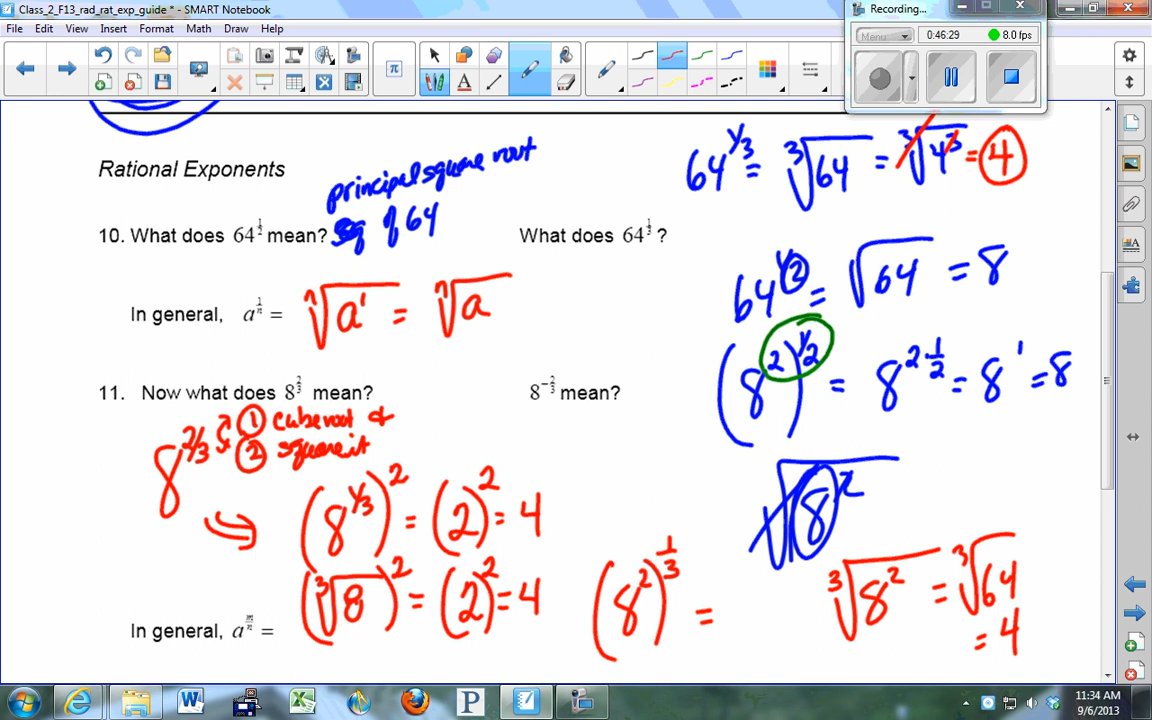 Class_2_F13_rad_rat_exp_guide * - SMART Notebook
Recording...
File Edit View Insert Format Math Draw Help
Menu
0:46:29
8.0 fps
π
A
Rational Exponents
principal square root
of 64
64^{1/3} = ∛64 = ∛4³ = 4
10. What does 64^{1/2} mean?
What does 64^{1/3} ?
64^{1/2} = √64 = 8
In general, a^{1/n} = ⁿ√a¹ = ⁿ√a
(8²)^{1/2} = 8^{2·1/2} = 8¹ = 8
11. Now what does 8^{2/3} mean?
8^{-2/3} mean?
8^{2/3}
① cube root &
② square it
√8²
(8^{1/3})² = (2)² = 4
(∛8)² = (2)² = 4
(8²)^{1/3} =
∛8² = ∛64
= 4
In general, a^{m/n} =
11:34 AM
9/6/2013